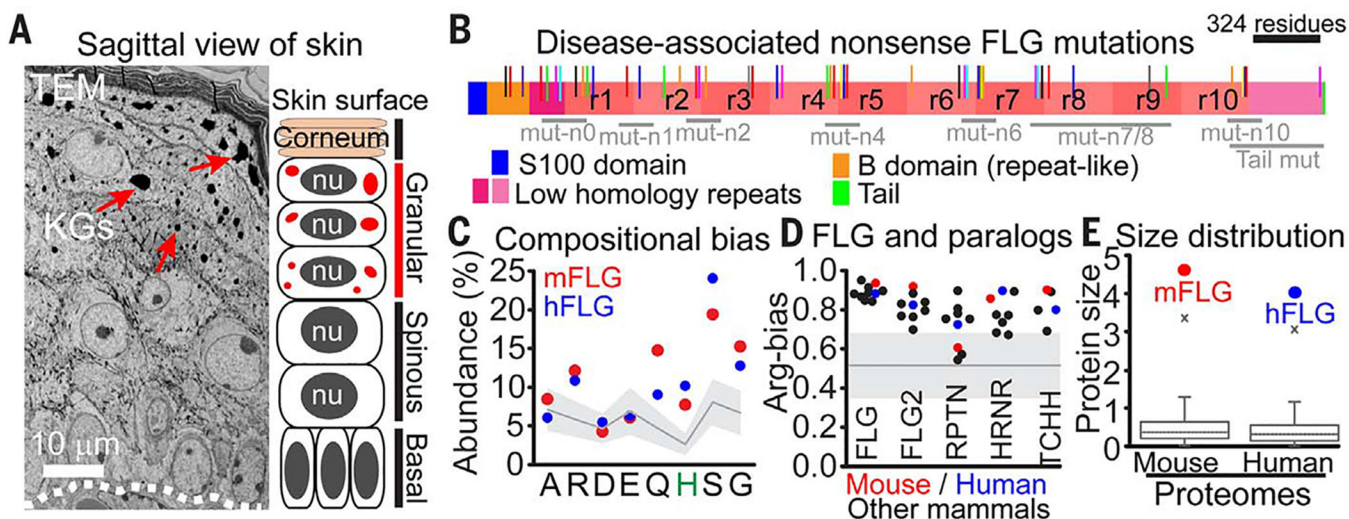 A
Sagittal view of skin
TEM
KGs
10 μm
Skin surface
Corneum
nu
nu
nu
nu
nu
Granular
Spinous
Basal
B
Disease-associated nonsense FLG mutations
324 residues
r1 r2 r3 r4 r5 r6 r7 r8 r9 r10
mut-n0 mut-n1 mut-n2 mut-n4 mut-n6 mut-n7/8 mut-n10
Tail mut
S100 domain
B domain (repeat-like)
Low homology repeats
Tail
C
Compositional bias
Abundance (%)
25
20
15
10
5
0
mFLG
hFLG
A R D E Q H S G
D
FLG and paralogs
Arg-bias
1.0
0.8
0.6
0.4
0.2
0.0
FLG
FLG2
RPTN
HRNR
TCHH
Mouse / Human
Other mammals
E
Size distribution
Protein size
5
4
3
2
1
0
mFLG
hFLG
x
x
Mouse Human
Proteomes